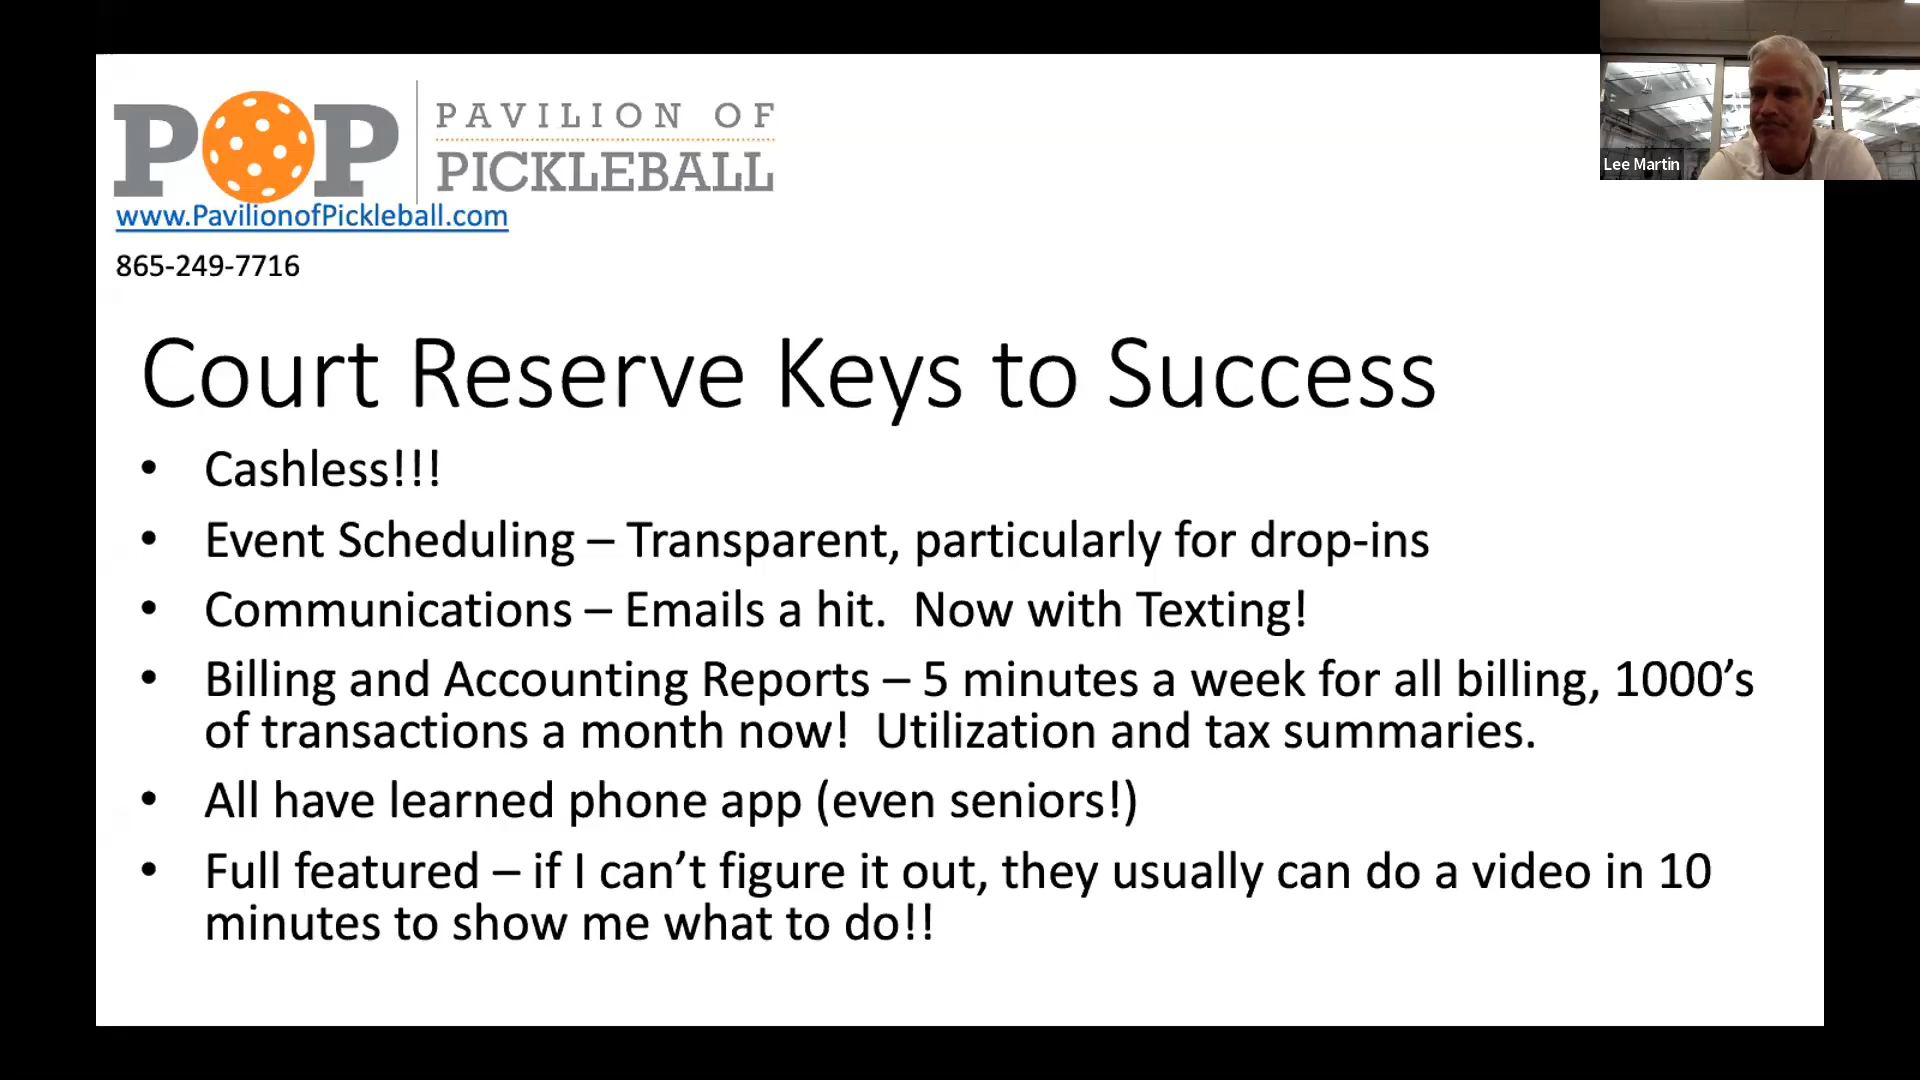 POP
PAVILION OF
PICKLEBALL
www.PavilionofPickleball.com
865-249-7716
Lee Martin
Court Reserve Keys to Success
• Cashless!!!
• Event Scheduling – Transparent, particularly for drop-ins
• Communications – Emails a hit.  Now with Texting!
• Billing and Accounting Reports – 5 minutes a week for all billing, 1000’s
of transactions a month now!  Utilization and tax summaries.
• All have learned phone app (even seniors!)
• Full featured – if I can’t figure it out, they usually can do a video in 10
minutes to show me what to do!!